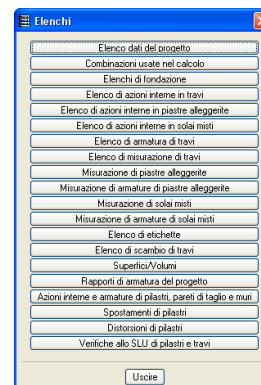 Elenchi
Elenco dati del progetto
Combinazioni usate nel calcolo
Elenchi di fondazione
Elenco di azioni interne in travi
Elenco di azioni interne in piastre alleggerite
Elenco di azioni interne in solai misti
Elenco di armatura di travi
Elenco di misurazione di travi
Misurazione di piastre alleggerite
Misurazione di armature di piastre alleggerite
Misurazione di solai misti
Misurazione di armature di solai misti
Elenco di etichette
Elenco di scambio di travi
Superfici/Volumi
Rapporti di armatura del progetto
Azioni interne e armature di pilastri, pareti di taglio e muri
Spostamenti di pilastri
Distorsioni di pilastri
Verifiche allo SLU di pilastri e travi
Uscire